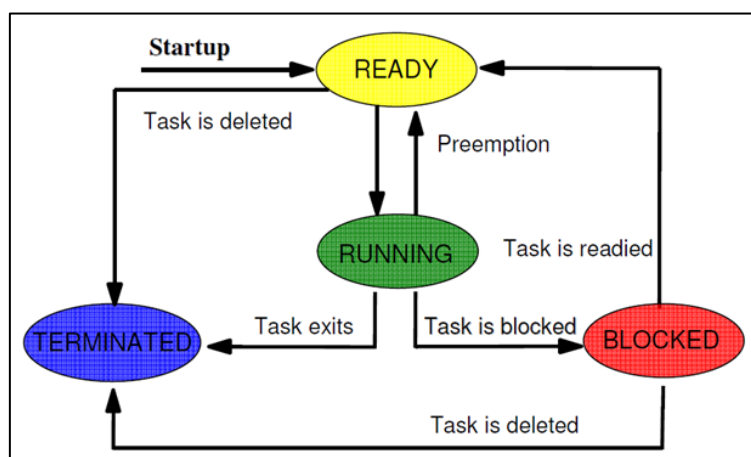 Startup
READY
Task is deleted
Preemption
RUNNING
Task is readied
Task exits
Task is blocked
TERMINATED
BLOCKED
Task is deleted